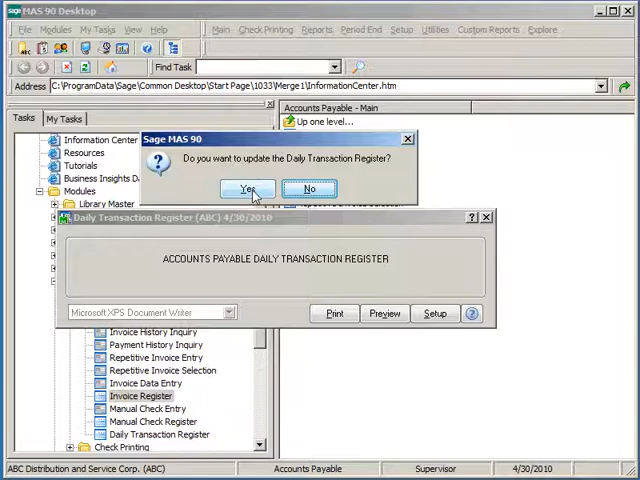 sage MAS 90 Desktop
File Modules My Tasks View Help Main Check Printing Reports Period End Setup Utilities Custom Reports Explore
Find Task
Address C:\ProgramData\Sage\Common Desktop\Start Page\1033\Merge1\InformationCenter.htm
Tasks My Tasks
Accounts Payable - Main
Up one level...
Information Center
Resources
Tutorials
Business Insights Da
Modules
Library Master
Sage MAS 90
Do you want to update the Daily Transaction Register?
Yes No
Daily Transaction Register (ABC) 4/30/2010
ACCOUNTS PAYABLE DAILY TRANSACTION REGISTER
Microsoft XPS Document Writer
Print Preview Setup
Invoice History Inquiry
Payment History Inquiry
Repetitive Invoice Entry
Repetitive Invoice Selection
Invoice Data Entry
Invoice Register
Manual Check Entry
Manual Check Register
Daily Transaction Register
Check Printing
ABC Distribution and Service Corp. (ABC) Accounts Payable Supervisor 4/30/2010